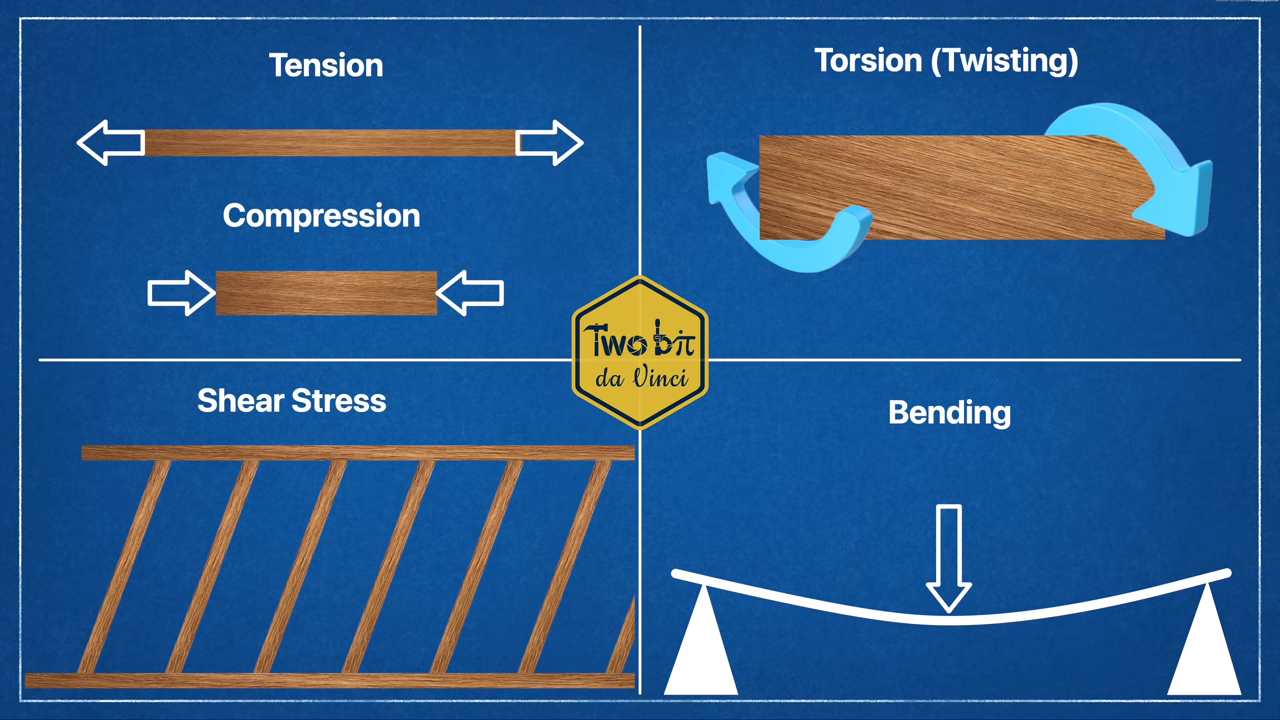 Tension
Torsion (Twisting)
Compression
Two bit
da Vinci
Shear Stress
Bending